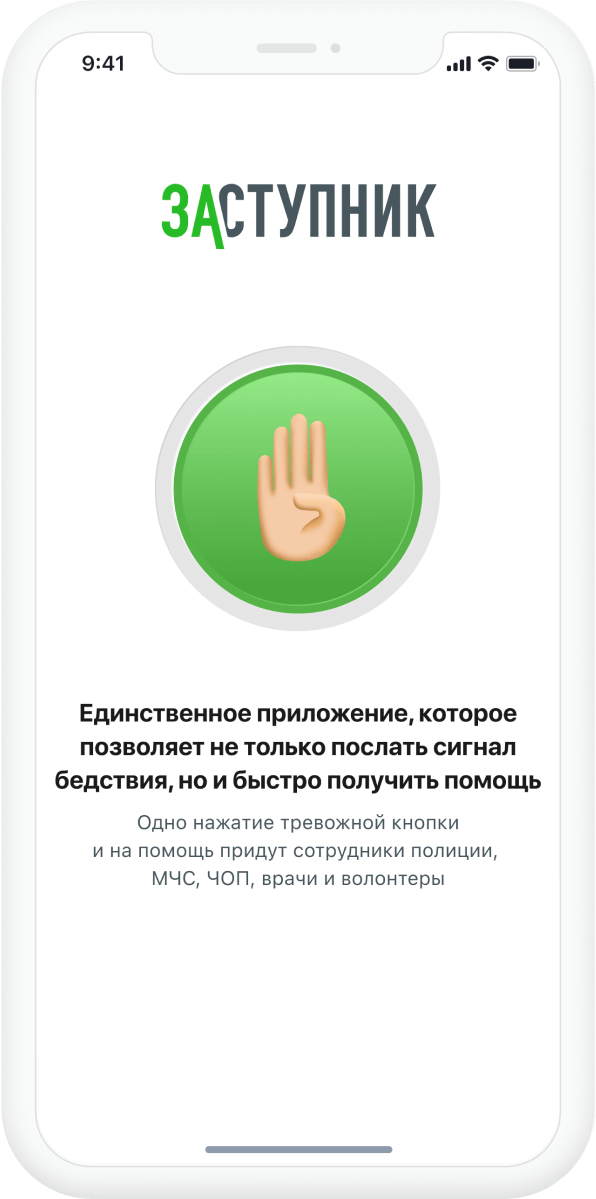 9:41
ЗАСТУПНИК
Единственное приложение, которое
позволяет не только послать сигнал
бедствия, но и быстро получить помощь
Одно нажатие тревожной кнопки
и на помощь придут сотрудники полиции,
МЧС, ЧОП, врачи и волонтеры